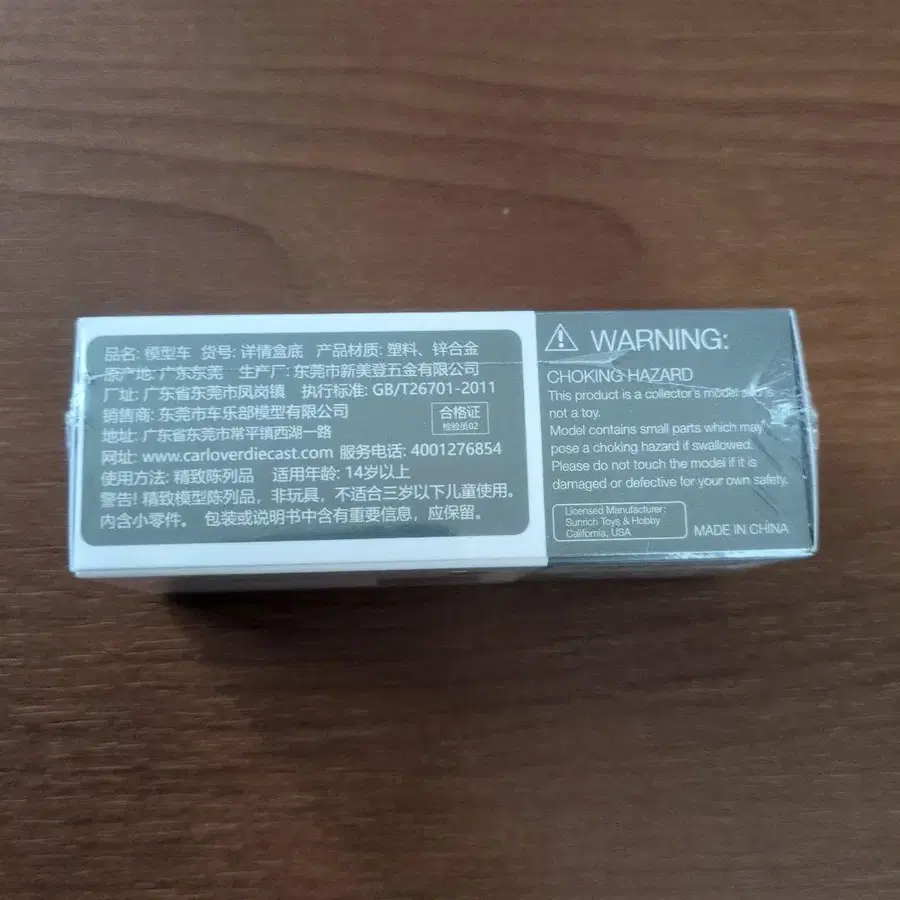 品名: 模型车 货号: 详情盒底 产品材质: 塑料、锌合金
原产地: 广东东莞 生产厂: 东莞市新美登五金有限公司
厂址: 广东省东莞市凤岗镇 执行标准: GB/T26701-2011
销售商: 东莞市车乐部模型有限公司
合格证
检验员02
地址: 广东省东莞市常平镇西湖一路
网址: www.carloverdiecast.com 服务电话: 4001276854
使用方法: 精致陈列品 适用年龄: 14岁以上
警告! 精致模型陈列品，非玩具，不适合三岁以下儿童使用。
内含小零件。 包装或说明书中含有重要信息，应保留。
WARNING:
CHOKING HAZARD
This product is a collector's model and is
not a toy.
Model contains small parts which may
pose a choking hazard if swallowed.
Please do not touch the model if it is
damaged or defective for your own safety.
Licensed Manufacturer:
Sunrich Toys & Hobby
California, USA
MADE IN CHINA